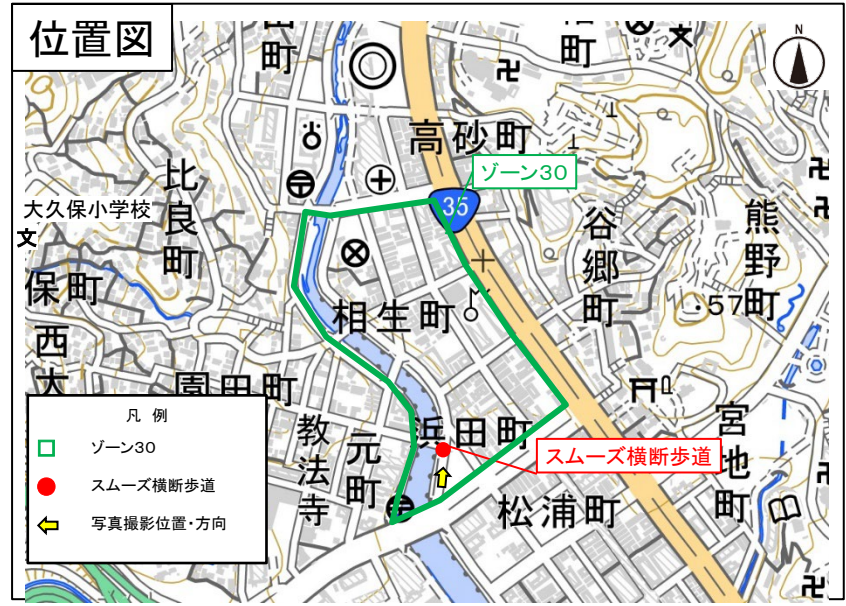 位置図
N
田
町
町
高砂町
ゾーン30
35
比良町
大久保小学校
文
保町
谷郷町
熊野町
57
相生町
西大
園田町
浜田町
教法寺
元町
宮地町
松浦町
スムーズ横断歩道
凡 例
ゾーン30
スムーズ横断歩道
写真撮影位置・方向